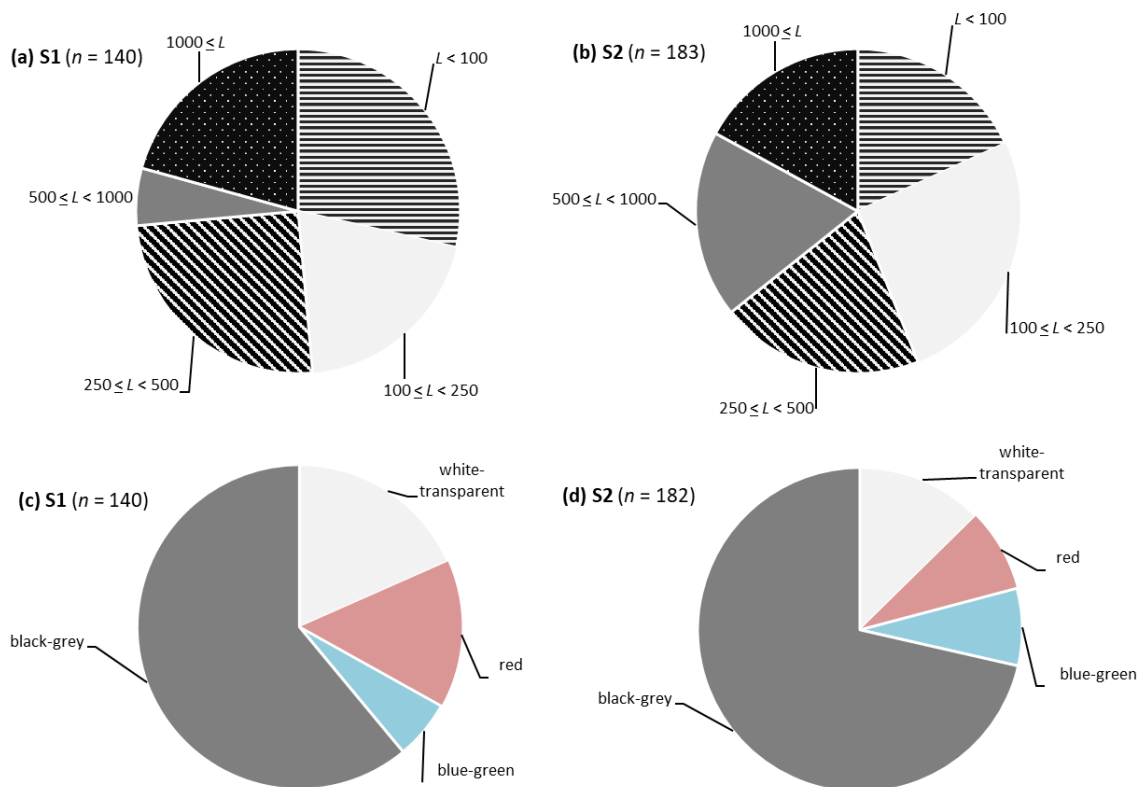 (a) S1 (n = 140)
1000 ≤ L
L < 100
500 ≤ L < 1000
250 ≤ L < 500
100 ≤ L < 250
(b) S2 (n = 183)
1000 ≤ L
L < 100
500 ≤ L < 1000
100 ≤ L < 250
250 ≤ L < 500
(c) S1 (n = 140)
white-
transparent
black-grey
red
blue-green
(d) S2 (n = 182)
white-
transparent
red
blue-green
black-grey